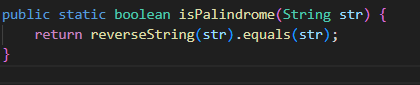 public static boolean isPalindrome(String str) {
    return reverseString(str).equals(str);
}